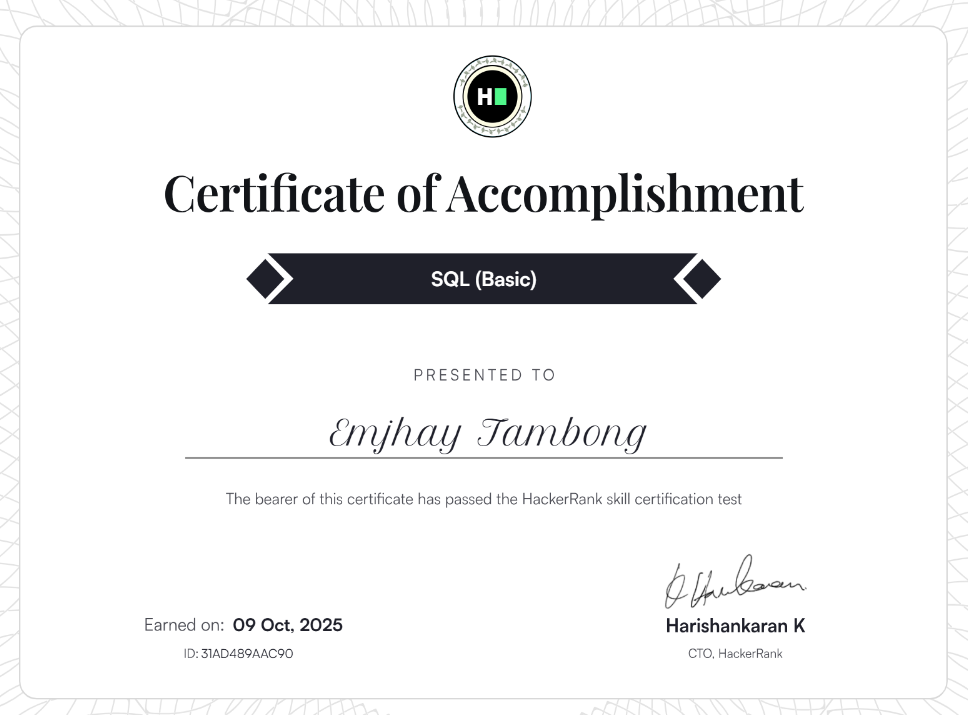 H
Certificate of Accomplishment
SQL (Basic)
PRESENTED TO
Emjhay Tambong
The bearer of this certificate has passed the HackerRank skill certification test
Earned on: 09 Oct, 2025
ID: 31AD489AAC90
Harishankaran K
CTO, HackerRank